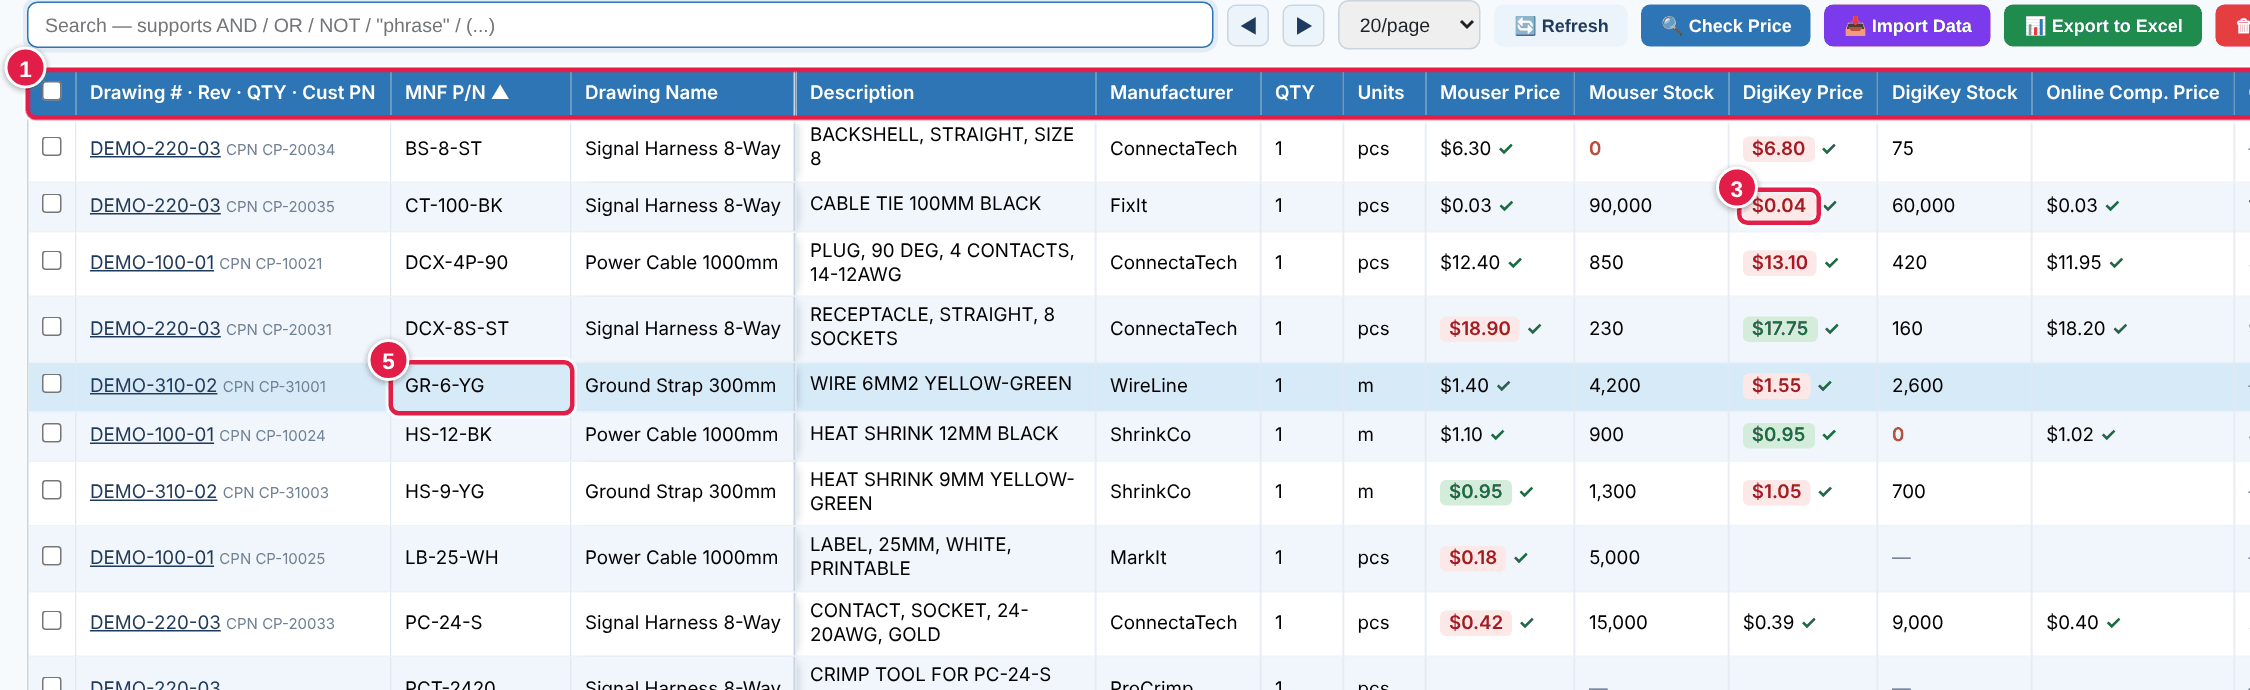 Search — supports AND / OR / NOT / "phrase" / (...)
◀ ▶ 20/page Refresh Check Price Import Data Export to Excel
1
Drawing # · Rev · QTY · Cust PN MNF P/N ▲ Drawing Name Description Manufacturer QTY Units Mouser Price Mouser Stock DigiKey Price DigiKey Stock Online Comp. Price
DEMO-220-03 CPN CP-20034 BS-8-ST Signal Harness 8-Way BACKSHELL, STRAIGHT, SIZE
8 ConnectaTech 1 pcs $6.30 ✓ 0 $6.80 ✓ 75
3
DEMO-220-03 CPN CP-20035 CT-100-BK Signal Harness 8-Way CABLE TIE 100MM BLACK FixIt 1 pcs $0.03 ✓ 90,000 $0.04 ✓ 60,000 $0.03 ✓
DEMO-100-01 CPN CP-10021 DCX-4P-90 Power Cable 1000mm PLUG, 90 DEG, 4 CONTACTS,
14-12AWG ConnectaTech 1 pcs $12.40 ✓ 850 $13.10 ✓ 420 $11.95 ✓
DEMO-220-03 CPN CP-20031 DCX-8S-ST Signal Harness 8-Way RECEPTACLE, STRAIGHT, 8
SOCKETS ConnectaTech 1 pcs $18.90 ✓ 230 $17.75 ✓ 160 $18.20 ✓
5
DEMO-310-02 CPN CP-31001 GR-6-YG Ground Strap 300mm WIRE 6MM2 YELLOW-GREEN WireLine 1 m $1.40 ✓ 4,200 $1.55 ✓ 2,600
DEMO-100-01 CPN CP-10024 HS-12-BK Power Cable 1000mm HEAT SHRINK 12MM BLACK ShrinkCo 1 m $1.10 ✓ 900 $0.95 ✓ 0 $1.02 ✓
DEMO-310-02 CPN CP-31003 HS-9-YG Ground Strap 300mm HEAT SHRINK 9MM YELLOW-
GREEN ShrinkCo 1 m $0.95 ✓ 1,300 $1.05 ✓ 700
DEMO-100-01 CPN CP-10025 LB-25-WH Power Cable 1000mm LABEL, 25MM, WHITE,
PRINTABLE MarkIt 1 pcs $0.18 ✓ 5,000 —
DEMO-220-03 CPN CP-20033 PC-24-S Signal Harness 8-Way CONTACT, SOCKET, 24-
20AWG, GOLD ConnectaTech 1 pcs $0.42 ✓ 15,000 $0.39 ✓ 9,000 $0.40 ✓
DEMO-220-03 PCT-2420 Signal Harness 8-Way CRIMP TOOL FOR PC-24-S ProCrimp 1 pcs — —